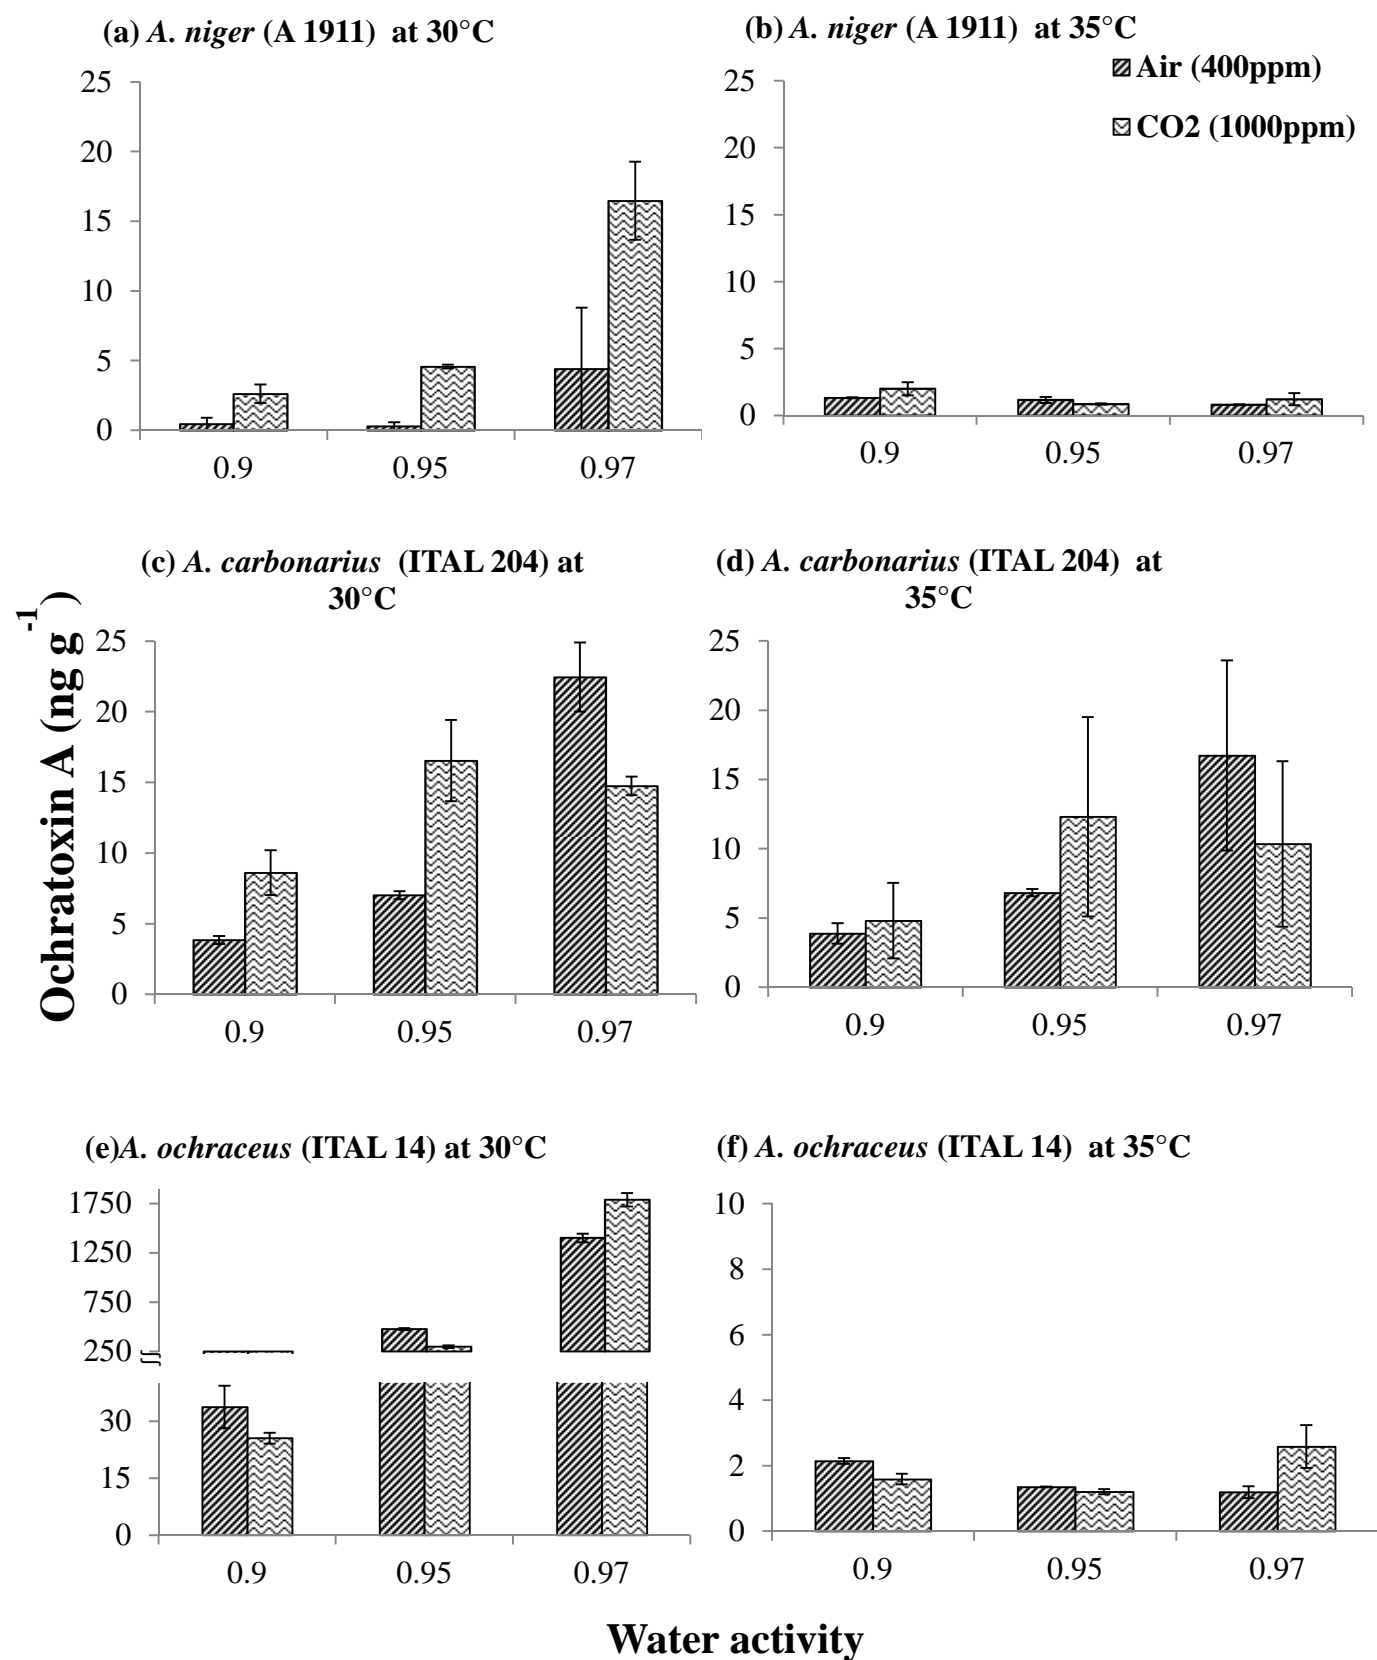 (a) A. niger (A 1911) at 30°C
25
20
15
10
5
0
0.9 0.95 0.97
(b) A. niger (A 1911) at 35°C
Air (400ppm)
CO2 (1000ppm)
25
20
15
10
5
0
0.9 0.95 0.97
Ochratoxin A (ng g-1)
(c) A. carbonarius (ITAL 204) at
30°C
25
20
15
10
5
0
0.9 0.95 0.97
(d) A. carbonarius (ITAL 204) at
35°C
25
20
15
10
5
0
0.9 0.95 0.97
(e)A. ochraceus (ITAL 14) at 30°C
1750
1250
750
250
30
15
0
0.9 0.95 0.97
(f) A. ochraceus (ITAL 14) at 35°C
10
8
6
4
2
0
0.9 0.95 0.97
Water activity